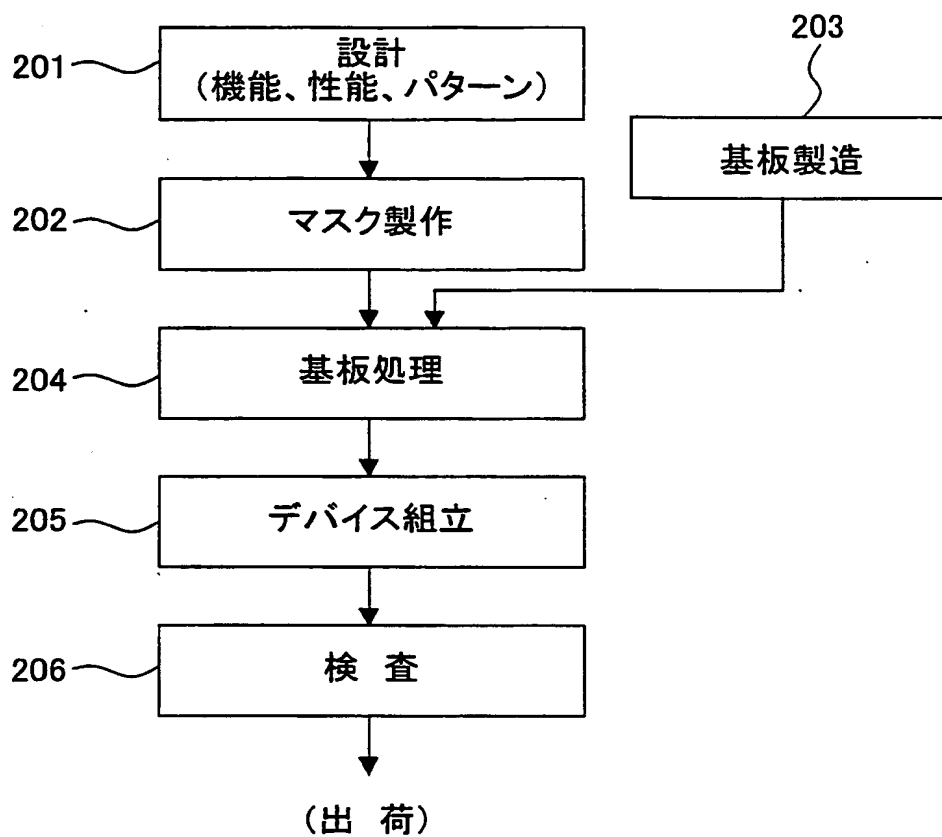 201
設計
(機能、性能、パターン)
203
基板製造
202
マスク製作
204
基板処理
205
デバイス組立
206
検 査
(出 荷)